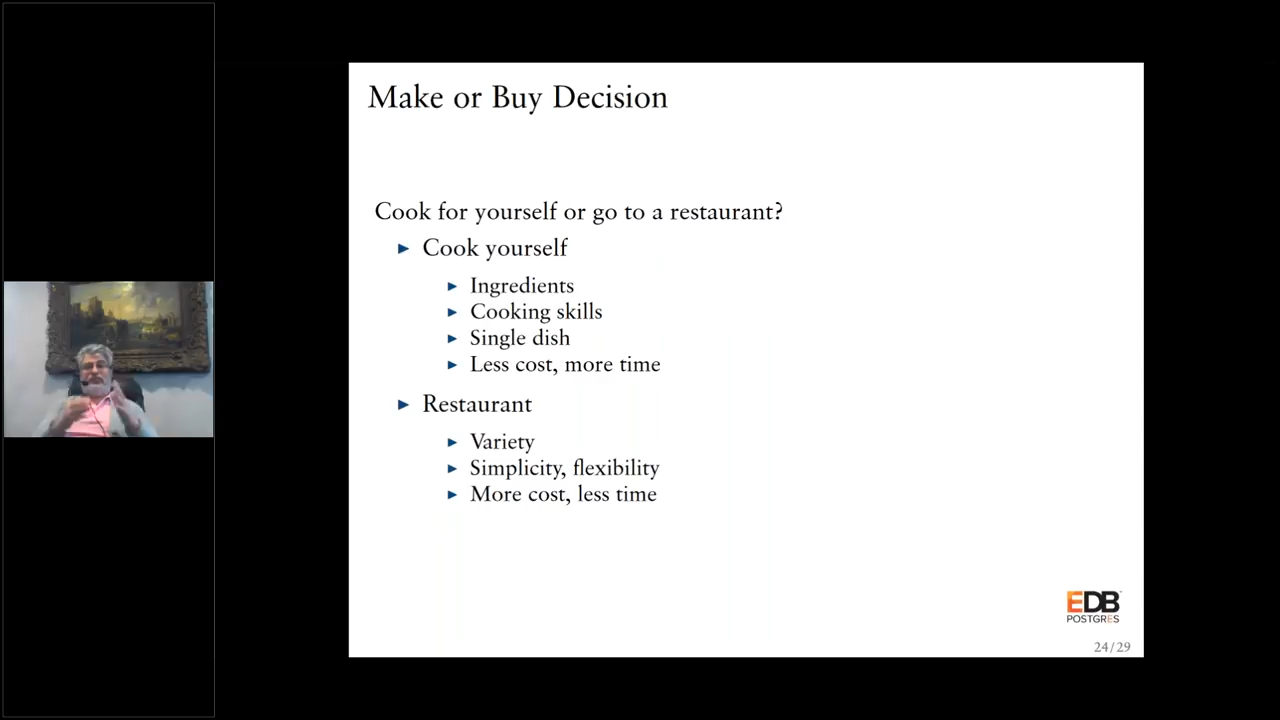 Make or Buy Decision
Cook for yourself or go to a restaurant?
Cook yourself
Ingredients
Cooking skills
Single dish
Less cost, more time
Restaurant
Variety
Simplicity, flexibility
More cost, less time
EDB
POSTGRES
24/29